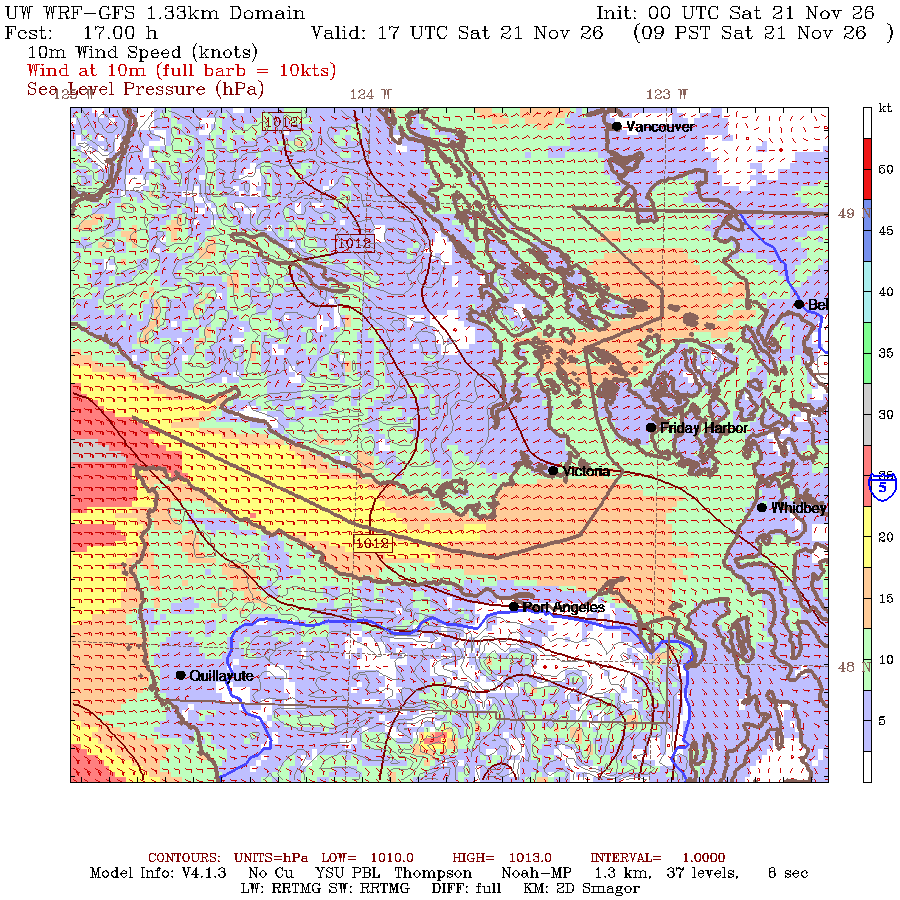 UW WRF-GFS 1.33km Domain Init: 00 UTC Sat 21 Nov 26
Fcst: 17.00 h Valid: 17 UTC Sat 21 Nov 26 (09 PST Sat 21 Nov 26 )
10m Wind Speed (knots)
Wind at 10m (full barb = 10kts)
Sea Level Pressure (hPa)
124 W 123 W
kt
1012
Vancouver
60
49 N
45
1012
40
Bel
35
30
Friday Harbor
Victoria
25
5
Whidbey
20
1012
15
Port Angeles
10
48 N
Quillayute
5
CONTOURS: UNITS=hPa LOW= 1010.0 HIGH= 1013.0 INTERVAL= 1.0000
Model Info: V4.1.3 No Cu YSU PBL Thompson Noah-MP 1.3 km, 37 levels, 8 sec
LW: RRTMG SW: RRTMG DIFF: full KM: 2D Smagor